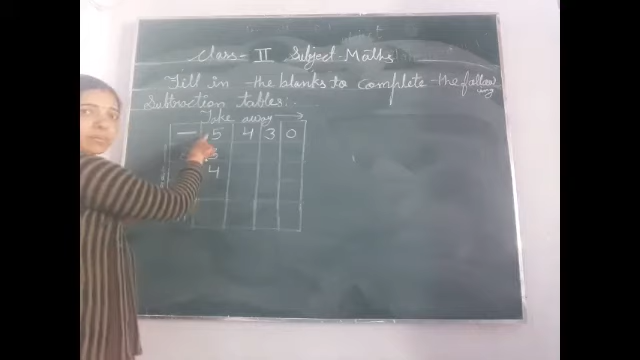 Class - II Subject - Maths
Fill in the blanks to complete the following
Subtraction tables:
Take away →
— 5 4 3 0
4